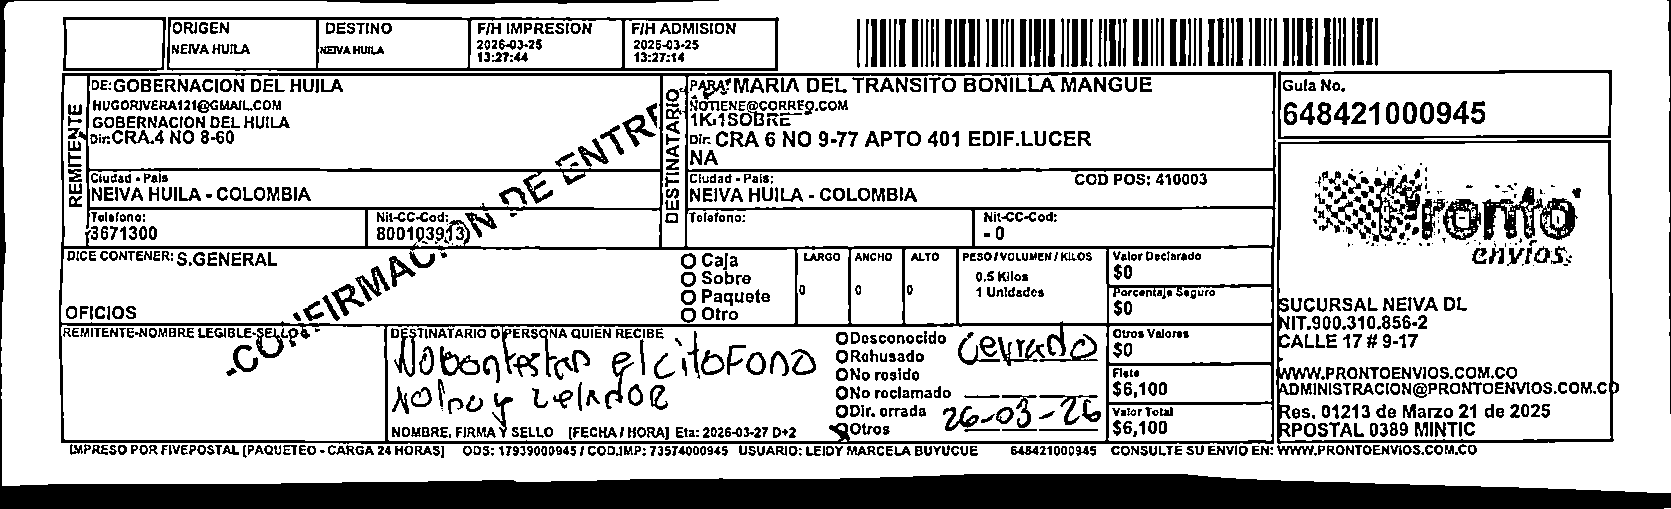 ORIGEN
NEIVA HUILA
DESTINO
NEIVA HUILA
F/H IMPRESION
2026-03-25
13:27:44
F/H ADMISION
2026-03-25
13:27:14
REMITENTE
DE:GOBERNACION DEL HUILA
HUGORIVERA121@GMAIL.COM
GOBERNACION DEL HUILA
Dir:CRA.4 NO 8-60
Ciudad - Pais
NEIVA HUILA - COLOMBIA
Telefono:
3671300
Nit-CC-Cod:
800103913
DESTINATARIO
PARA: MARIA DEL TRANSITO BONILLA MANGUE
NOTIENE@CORREO.COM
1K.1SOBRE
Dir: CRA 6 NO 9-77 APTO 401 EDIF.LUCER
NA
Ciudad - Pais:
COD POS: 410003
NEIVA HUILA - COLOMBIA
Telefono:
Nit-CC-Cod:
- 0
Guia No.
648421000945
CONFIRMACION DE ENTRE
DICE CONTENER: S.GENERAL
OFICIOS
Caja
Sobre
Paquete
Otro
LARGO
0
ANCHO
0
ALTO
0
PESO/VOLUMEN/KILOS
0.5 Kilos
1 Unidades
Valor Declarado
$0
Porcentaje Seguro
$0
Otros Valores
$0
Flete
$6,100
Valor Total
$6,100
REMITENTE-NOMBRE LEGIBLE-SELLO
DESTINATARIO O PERSONA QUIEN RECIBE
No contestan el citofono
No hay celador
NOMBRE, FIRMA Y SELLO [FECHA / HORA] Eta: 2026-03-27 D+2
Desconocido
Rehusado
No resido
No reclamado
Dir. errada
Otros
Cerrado
26-03-26
Pronto
envíos
SUCURSAL NEIVA DL
NIT.900.310.856-2
CALLE 17 # 9-17
WWW.PRONTOENVIOS.COM.CO
ADMINISTRACION@PRONTOENVIOS.COM.CO
Res. 01213 de Marzo 21 de 2025
RPOSTAL 0389 MINTIC
IMPRESO POR FIVEPOSTAL [PAQUETEO - CARGA 24 HORAS] ODS: 17939000945 / COD.IMP: 73574000945 USUARIO: LEIDY MARCELA BUYUCUE 648421000945 CONSULTE SU ENVIO EN: WWW.PRONTOENVIOS.COM.CO